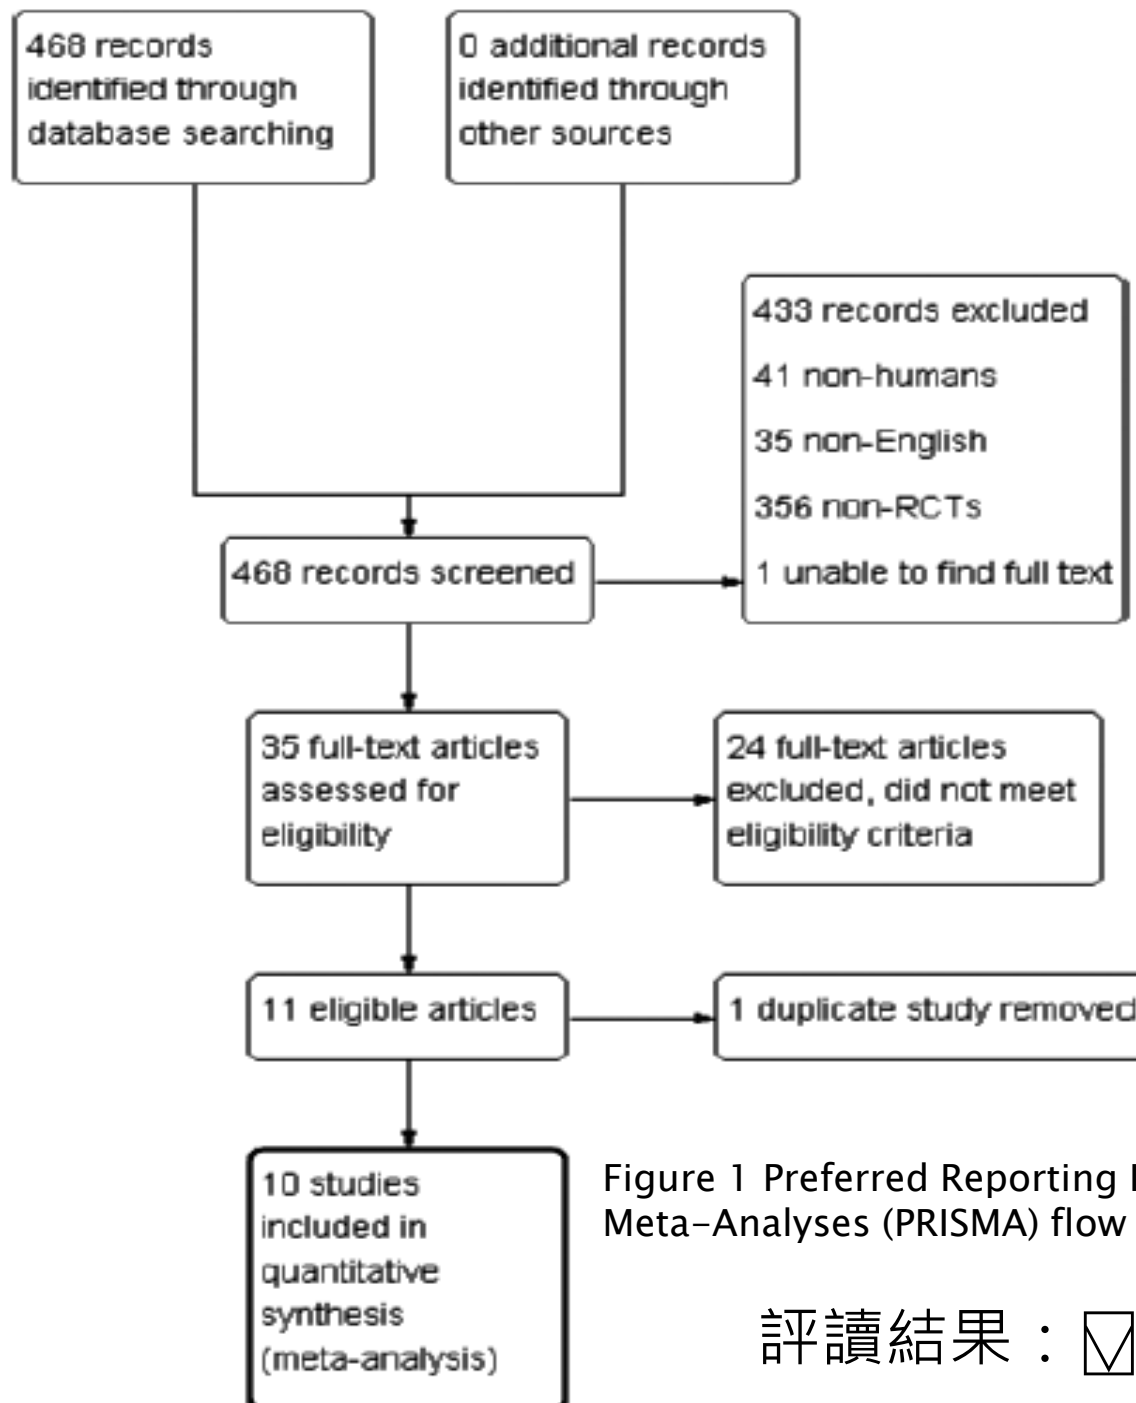 468 records
identified through
database searching
0 additional records
identified through
other sources
433 records excluded
41 non-humans
35 non-English
356 non-RCTs
1 unable to find full text
468 records screened
35 full-text articles
assessed for
eligibility
24 full-text articles
excluded, did not meet
eligibility criteria
11 eligible articles
1 duplicate study removed
10 studies
included in
quantitative
synthesis
(meta-analysis)
Figure 1 Preferred Reporting
Meta-Analyses (PRISMA) flow
評讀結果：